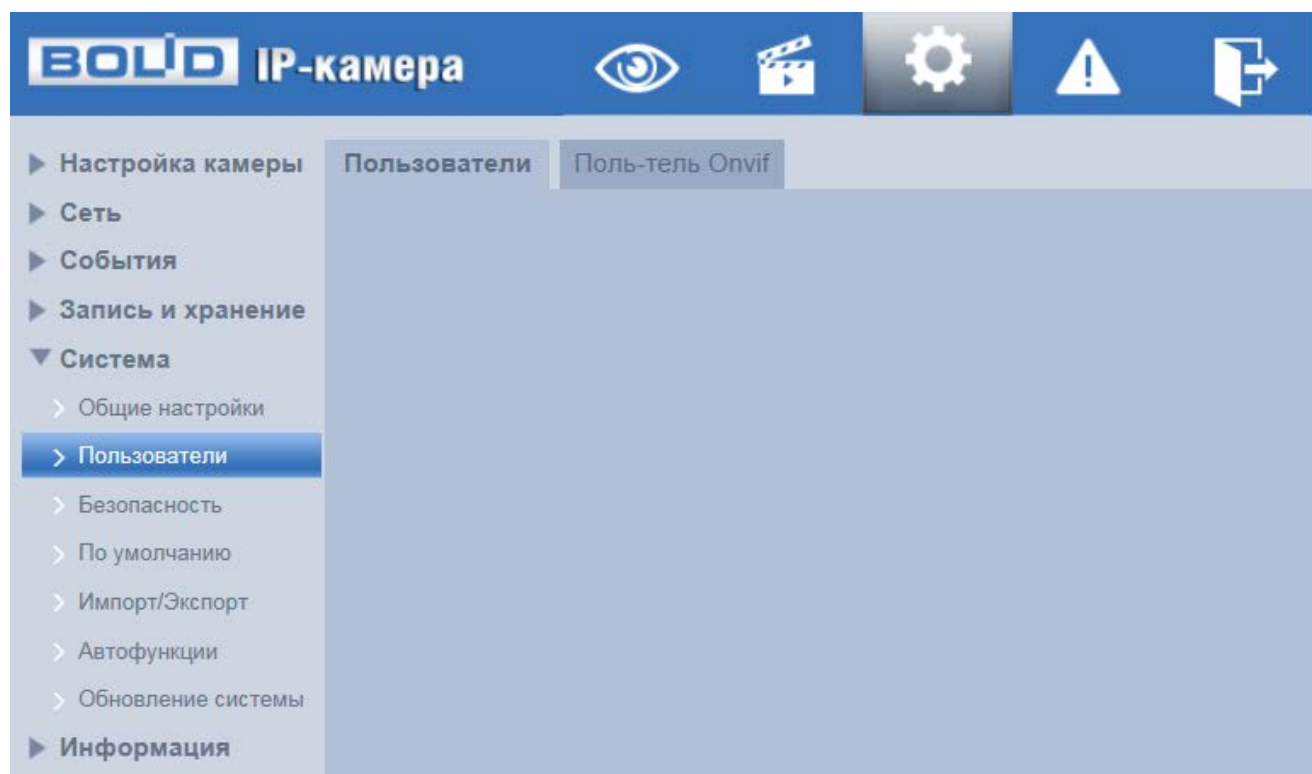 BOLID IP-камера
Настройка камеры
Сеть
События
Запись и хранение
Система
Общие настройки
Пользователи
Безопасность
По умолчанию
Импорт/Экспорт
Автофункции
Обновление системы
Информация
Пользователи
Поль-тель Onvif